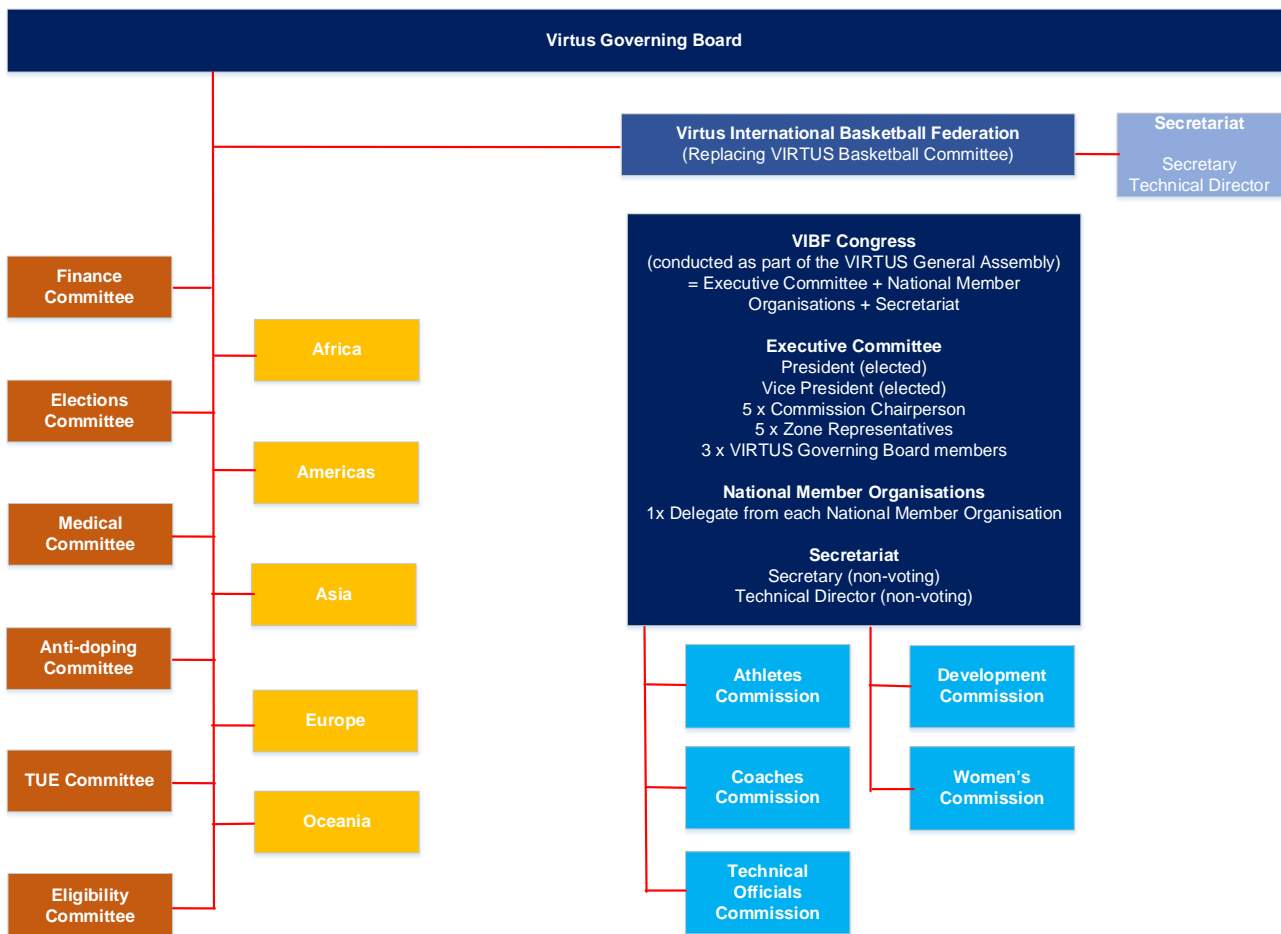 Virtus Governing Board
Virtus International Basketball Federation
(Replacing VIRTUS Basketball Committee)
Secretariat
Secretary
Technical Director
VIBF Congress
(conducted as part of the VIRTUS General Assembly)
= Executive Committee + National Member
Organisations + Secretariat
Executive Committee
President (elected)
Vice President (elected)
5 x Commission Chairperson
5 x Zone Representatives
3 x VIRTUS Governing Board members
National Member Organisations
1x Delegate from each National Member Organisation
Secretariat
Secretary (non-voting)
Technical Director (non-voting)
Finance
Committee
Elections
Committee
Medical
Committee
Anti-doping
Committee
TUE Committee
Eligibility
Committee
Africa
Americas
Asia
Europe
Oceania
Athletes
Commission
Coaches
Commission
Technical
Officials
Commission
Development
Commission
Women’s
Commission